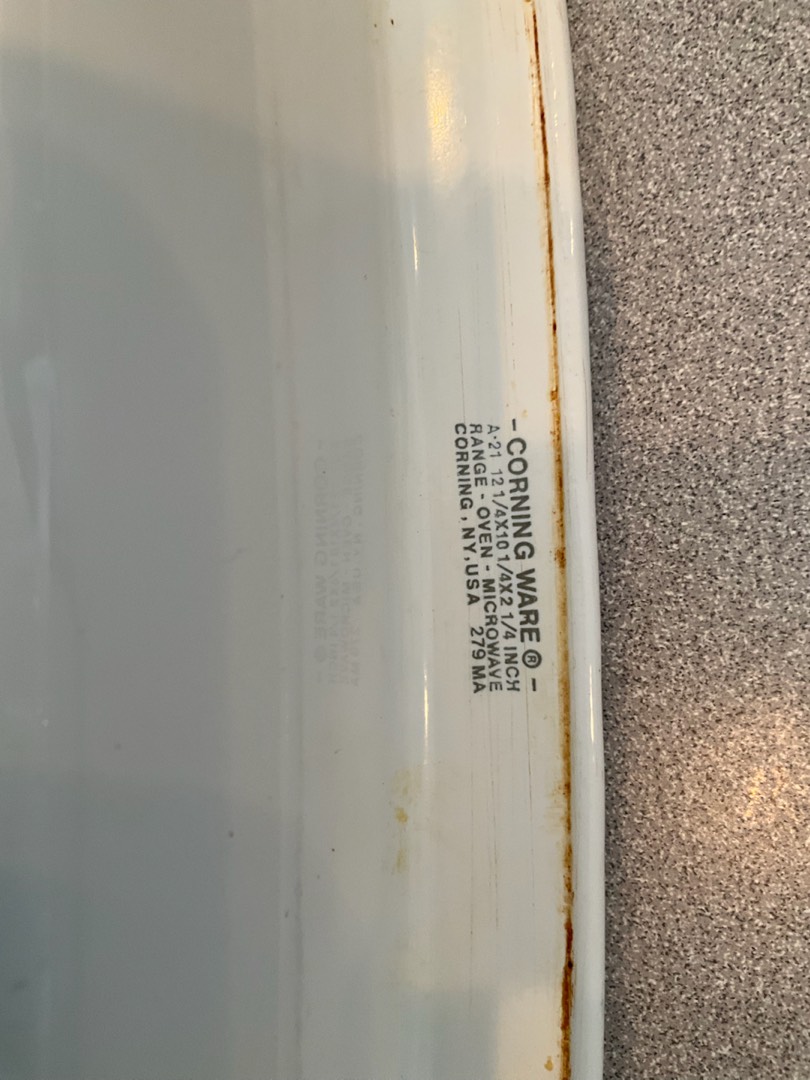 - CORNING WARE ® -
A-21 12 1/4X10 1/4X2 1/4 INCH
RANGE - OVEN - MICROWAVE
CORNING, NY, USA 279 MA